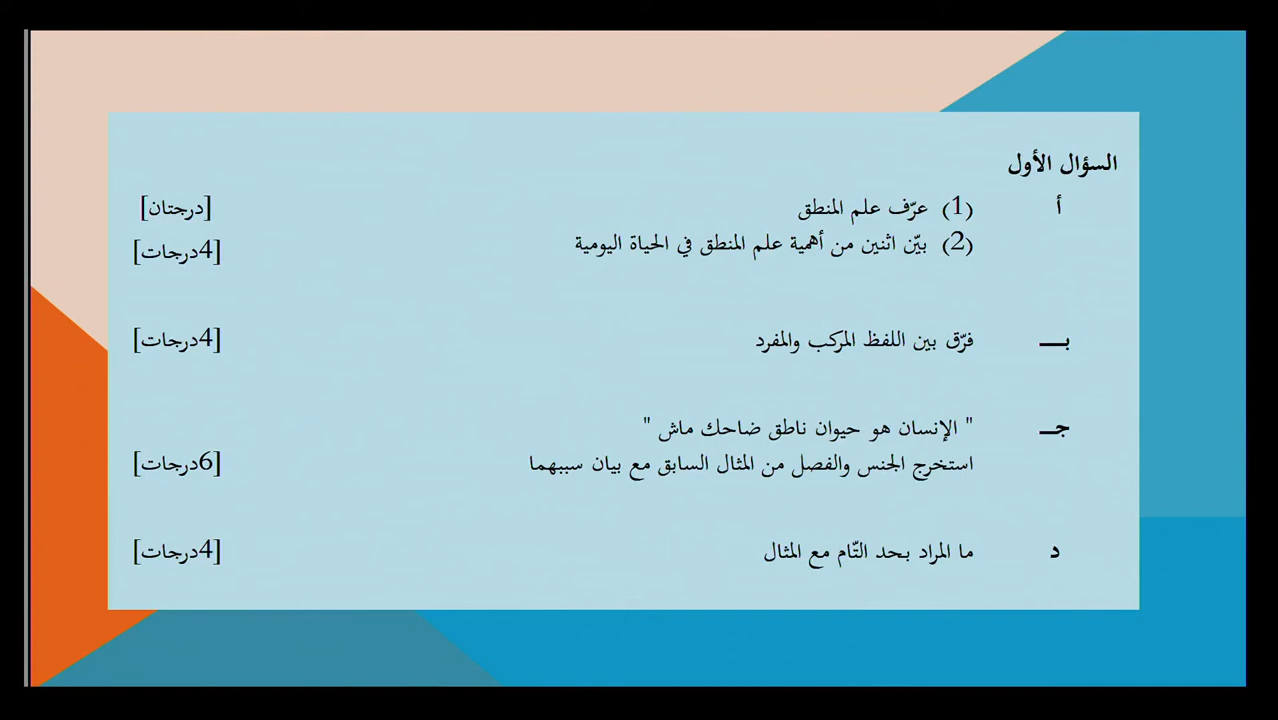 السؤال الأول
أ (1) عرّف علم المنطق [درجتان]
(2) بيّن اثنين من أهمية علم المنطق في الحياة اليومية [4درجات]
بـ فرّق بين اللفظ المركب والمفرد [4درجات]
جـ " الإنسان هو حيوان ناطق ضاحك ماش "
استخرج الجنس والفصل من المثال السابق مع بيان سببهما [6درجات]
د ما المراد بحد التّام مع المثال [4درجات]